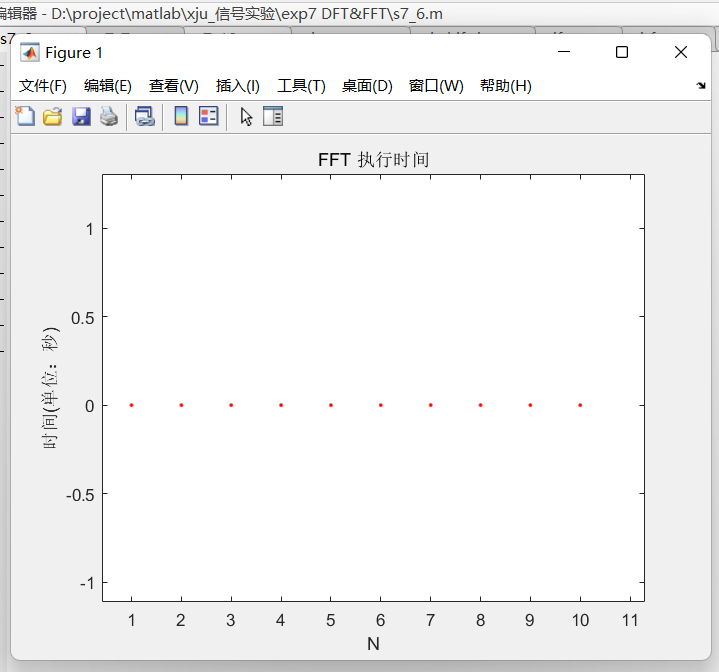 编辑器 - D:\project\matlab\xju_信号实验\exp7 DFT&FFT\s7_6.m
Figure 1
文件(F) 编辑(E) 查看(V) 插入(I) 工具(T) 桌面(D) 窗口(W) 帮助(H)
FFT 执行时间
时间(单位：秒)
1
0.5
0
-0.5
-1
1 2 3 4 5 6 7 8 9 10 11
N